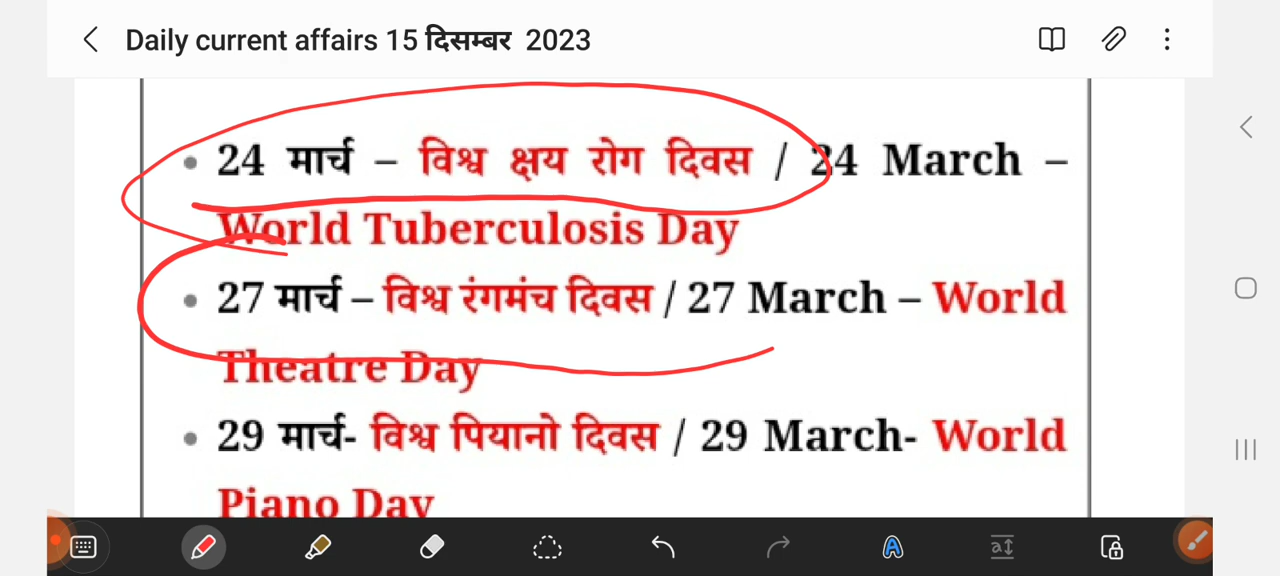 Daily current affairs 15 दिसम्बर 2023
• 24 मार्च – विश्व क्षय रोग दिवस / 24 March –
World Tuberculosis Day
• 27 मार्च – विश्व रंगमंच दिवस / 27 March – World
Theatre Day
• 29 मार्च- विश्व पियानो दिवस / 29 March- World
Piano Day